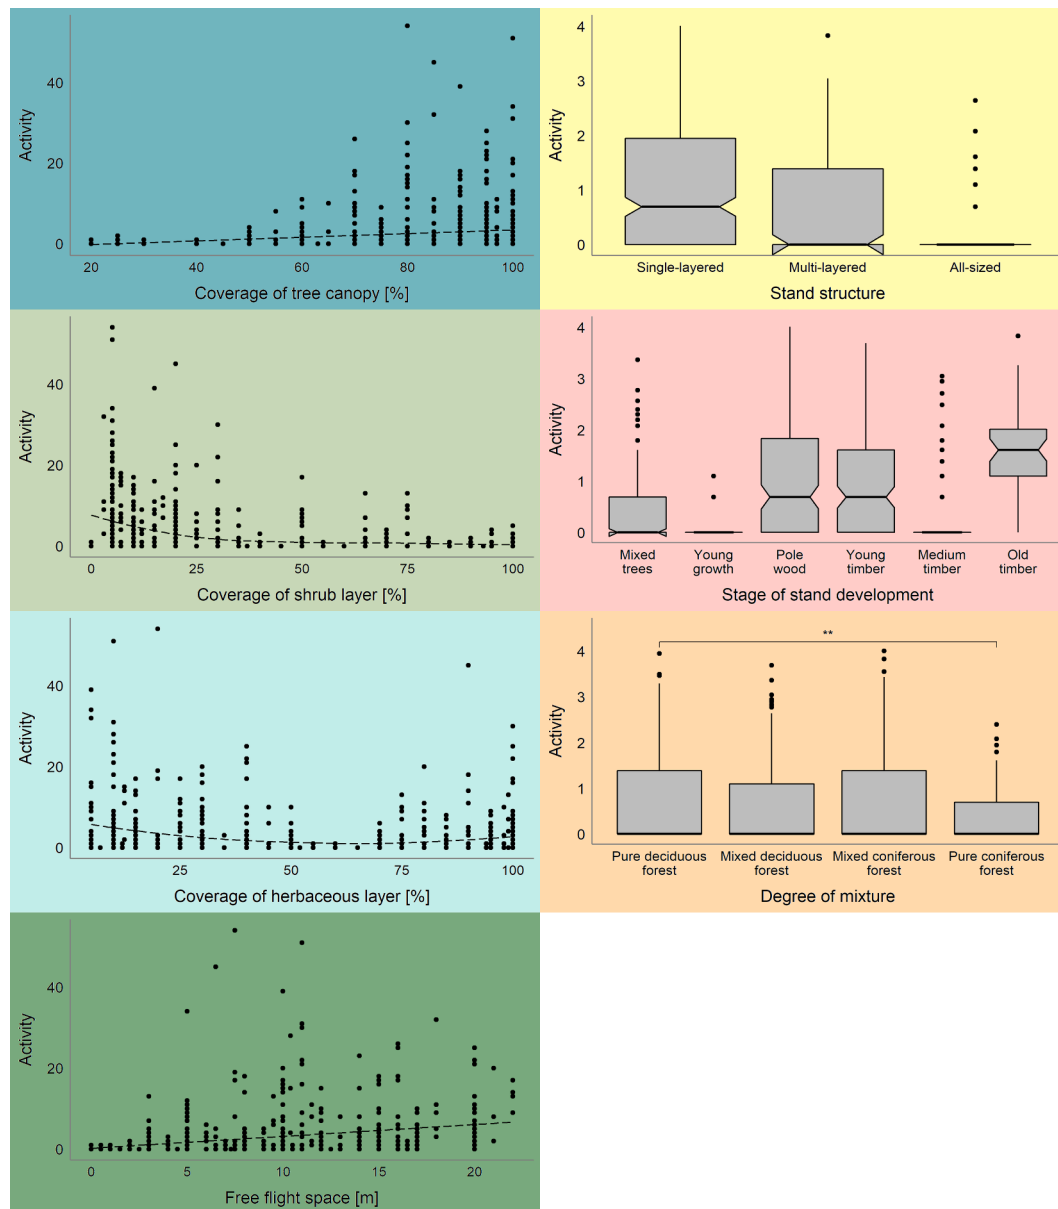 Activity
40
20
0
20 40 60 80 100
Coverage of tree canopy [%]
Activity
4
3
2
1
0
Single-layered Multi-layered All-sized
Stand structure
Activity
40
20
0
0 25 50 75 100
Coverage of shrub layer [%]
Activity
4
3
2
1
0
Mixed Young Pole Young Medium Old
trees growth wood timber timber timber
Stage of stand development
Activity
40
20
0
25 50 75 100
Coverage of herbaceous layer [%]
**
Activity
4
3
2
1
0
Pure deciduous Mixed deciduous Mixed coniferous Pure coniferous
forest forest forest forest
Degree of mixture
Activity
40
20
0
0 5 10 15 20
Free flight space [m]